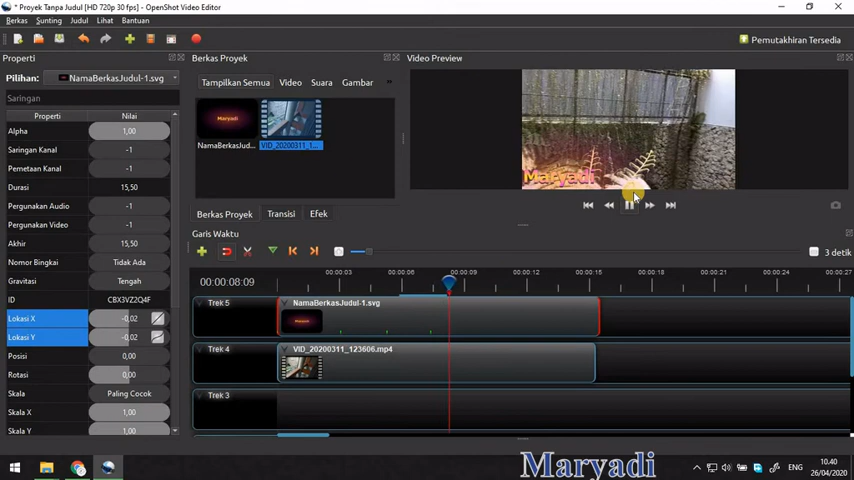 * Proyek Tanpa Judul [HD 720p 30 fps] - OpenShot Video Editor
Berkas Sunting Judul Lihat Bantuan
Pemutakhiran Tersedia
Properti
Berkas Proyek
Video Preview
Pilihan: NamaBerkasJudul-1.svg
Tampilkan Semua Video Suara Gambar
Saringan
Properti Nilai
Alpha 1,00
Saringan Kanal -1
Pemetaan Kanal -1
Durasi 15,50
Pergunakan Audio -1
Pergunakan Video -1
Akhir 15,50
Nomor Bingkai Tidak Ada
Gravitasi Tengah
ID CBX3VZ2Q4F
Lokasi X -0,02
Lokasi Y -0,02
Posisi 0,00
Rotasi 0,00
Skala Paling Cocok
Skala X 1,00
Skala Y 1,00
Maryadi
NamaBerkasJud...
VID_20200311_1...
Maryadi
Berkas Proyek Transisi Efek
Garis Waktu
3 detik
00:00:08:09
00:00:03 00:00:06 00:00:09 00:00:12 00:00:15 00:00:18 00:00:21 00:00:24 00:00:27
Trek 5
NamaBerkasJudul-1.svg
Trek 4
VID_20200311_123606.mp4
Trek 3
Maryadi
ENG
10.40
26/04/2020